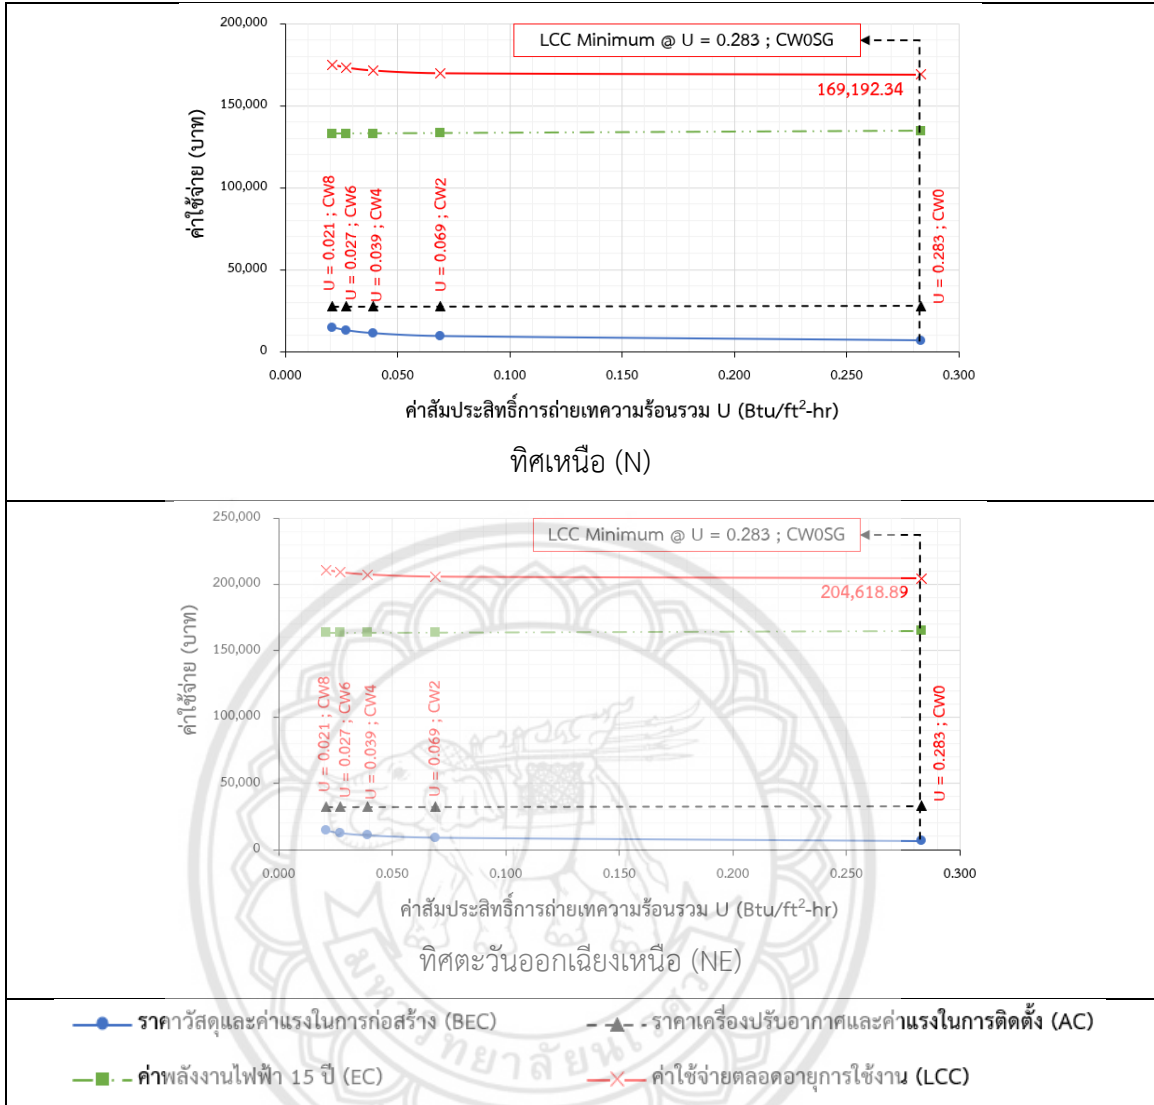 200,000
LCC Minimum @ U = 0.283 ; CW0SG
169,192.34
150,000
100,000
50,000
0
ค่าใช้จ่าย (บาท)
U = 0.021 ; CW8
U = 0.027 ; CW6
U = 0.039 ; CW4
U = 0.069 ; CW2
U = 0.283 ; CW0
0.000 0.050 0.100 0.150 0.200 0.250 0.300
ค่าสัมประสิทธิ์การถ่ายเทความร้อนรวม U (Btu/ft²-hr)
ทิศเหนือ (N)
250,000
LCC Minimum @ U = 0.283 ; CW0SG
200,000
204,618.89
150,000
100,000
50,000
0
ค่าใช้จ่าย (บาท)
U = 0.021 ; CW8
U = 0.027 ; CW6
U = 0.039 ; CW4
U = 0.069 ; CW2
U = 0.283 ; CW0
0.000 0.050 0.100 0.150 0.200 0.250 0.300
ค่าสัมประสิทธิ์การถ่ายเทความร้อนรวม U (Btu/ft²-hr)
ทิศตะวันออกเฉียงเหนือ (NE)
ราคาวัสดุและค่าแรงในการก่อสร้าง (BEC) ราคาเครื่องปรับอากาศและค่าแรงในการติดตั้ง (AC)
ค่าพลังงานไฟฟ้า 15 ปี (EC) ค่าใช้จ่ายตลอดอายุการใช้งาน (LCC)
มหาวิทยาลัยนเรศวร